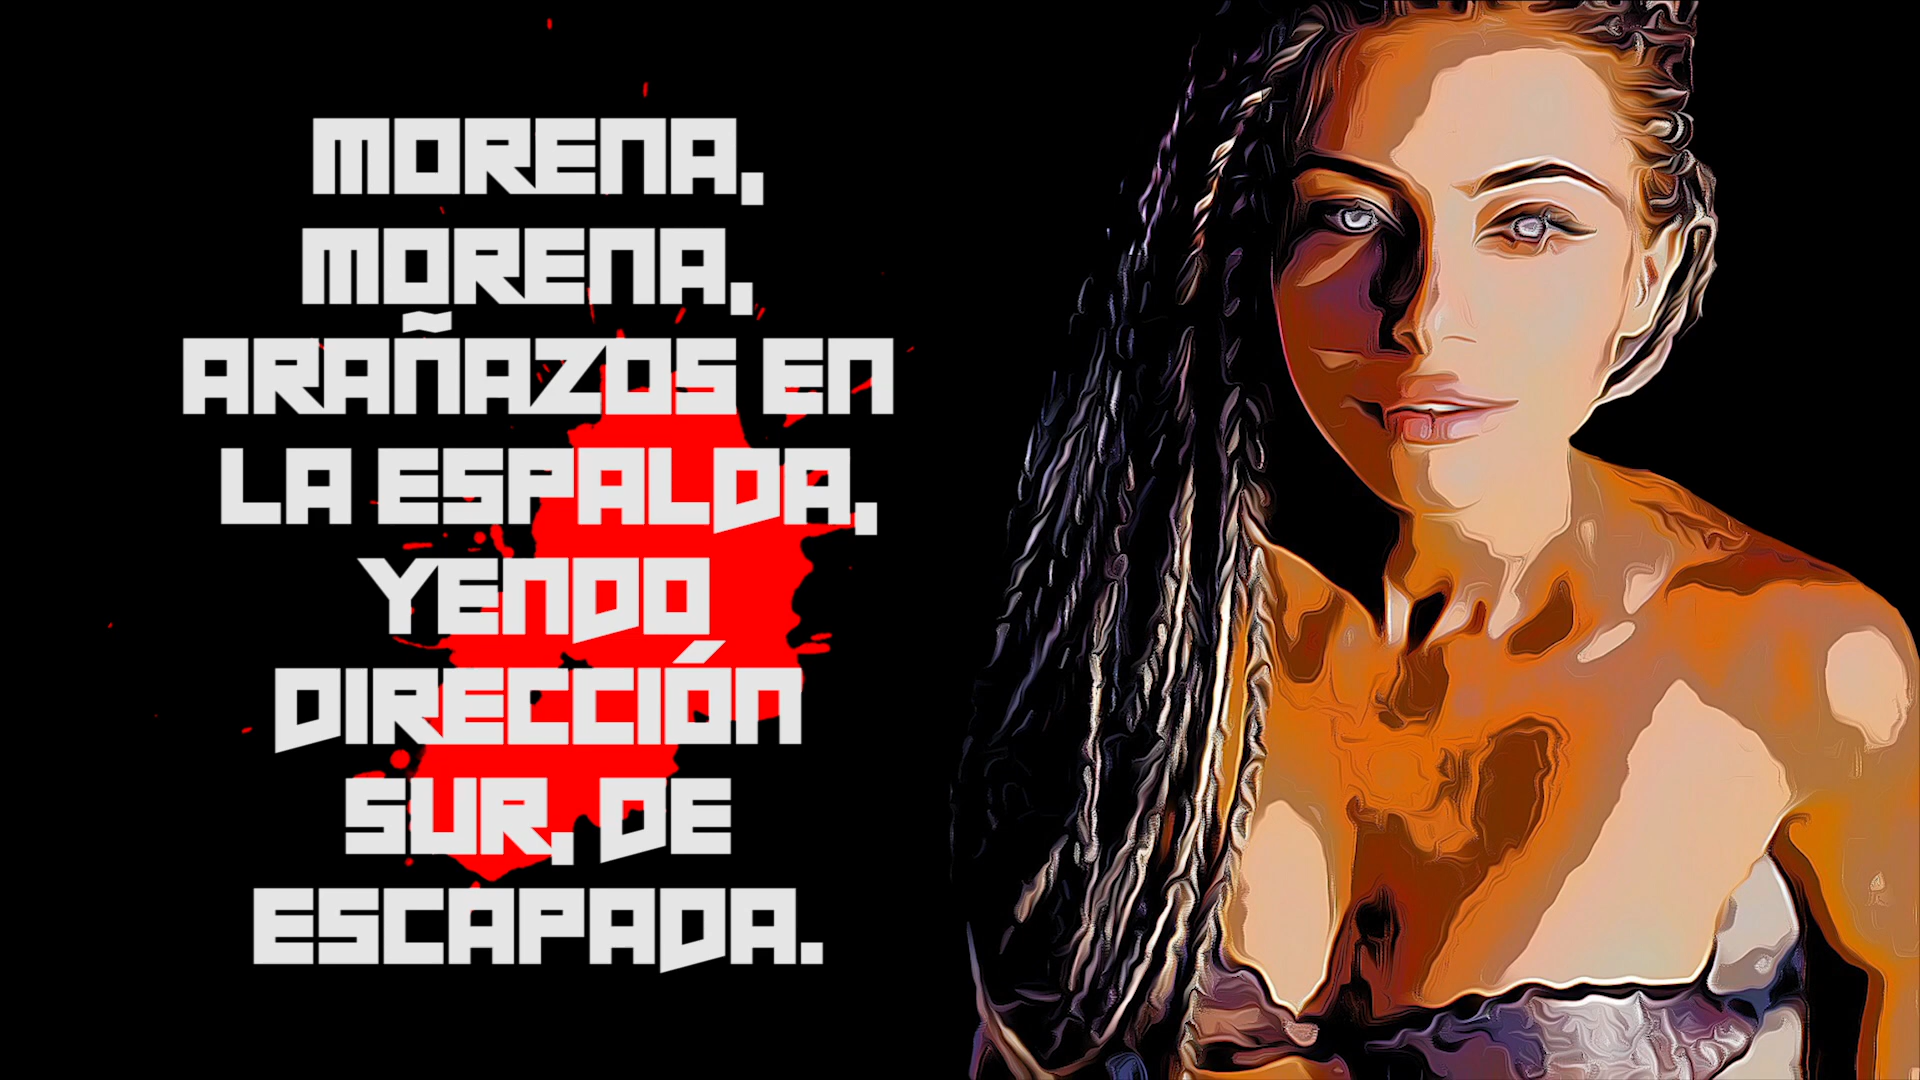 MORENA,
MORENA,
ARAÑAZOS EN
LA ESPALDA,
YENDO
DIRECCIÓN
SUR, DE
ESCAPADA.